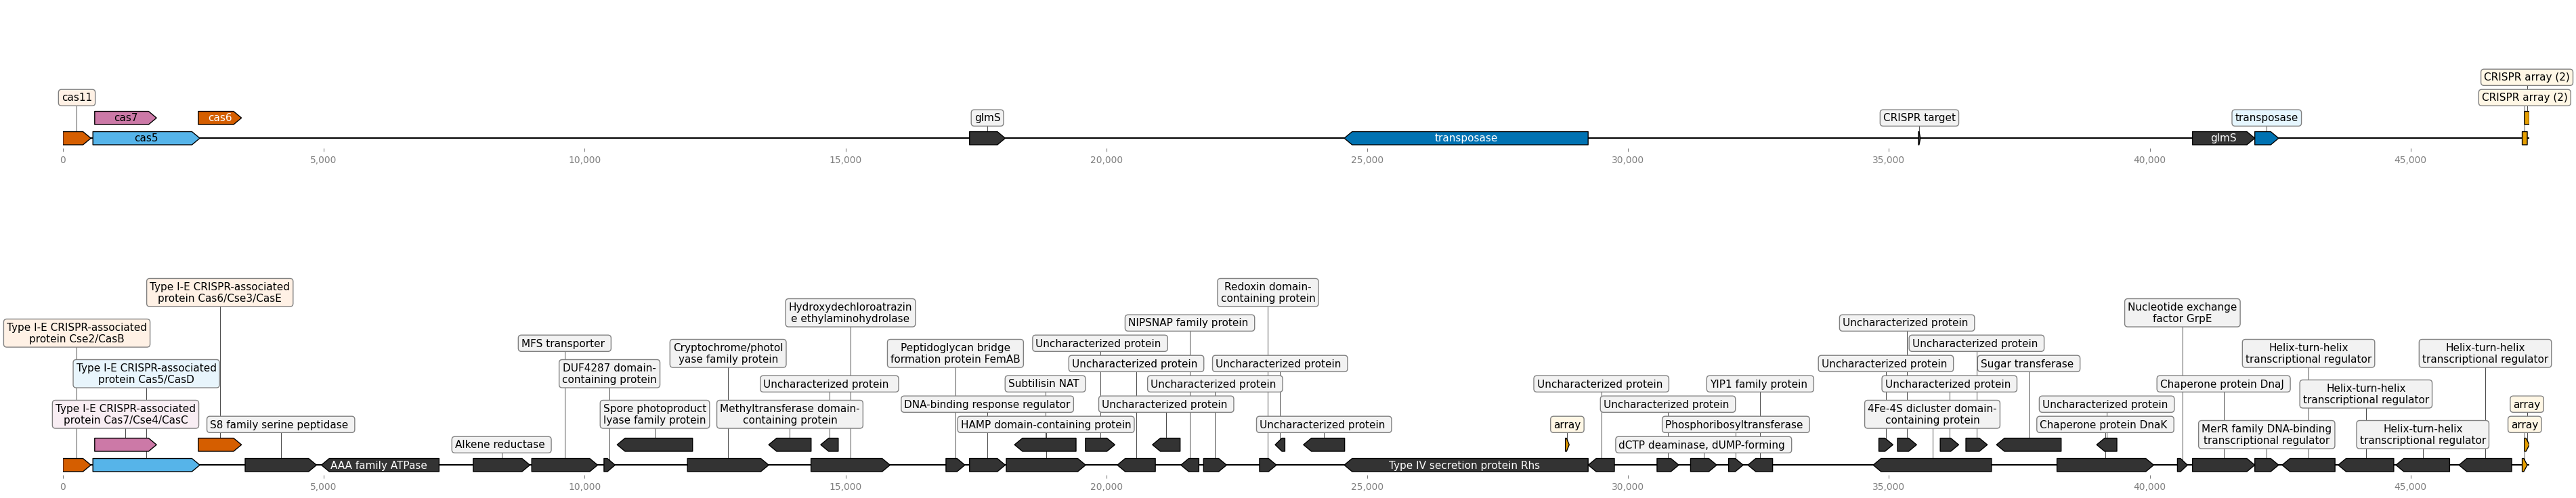 CRISPR array (2)
cas11
CRISPR array (2)
cas7
cas6
glmS
CRISPR target
transposase
cas5
transposase
glmS
0
5,000
10,000
15,000
20,000
25,000
30,000
35,000
40,000
45,000
Type I-E CRISPR-associated
protein Cas6/Cse3/CasE
Redoxin domain-
containing protein
Hydroxydechloroatrazin
e ethylaminohydrolase
Nucleotide exchange
factor GrpE
Type I-E CRISPR-associated
protein Cse2/CasB
NIPSNAP family protein
Uncharacterized protein
MFS transporter
Uncharacterized protein
Uncharacterized protein
Cryptochrome/photol
yase family protein
Peptidoglycan bridge
formation protein FemAB
Helix-turn-helix
transcriptional regulator
Helix-turn-helix
transcriptional regulator
Type I-E CRISPR-associated
protein Cas5/CasD
DUF4287 domain-
containing protein
Uncharacterized protein
Uncharacterized protein
Uncharacterized protein
Sugar transferase
Uncharacterized protein
Subtilisin NAT
Uncharacterized protein
Uncharacterized protein
YIP1 family protein
Uncharacterized protein
Chaperone protein DnaJ
Helix-turn-helix
transcriptional regulator
Type I-E CRISPR-associated
protein Cas7/Cse4/CasC
Spore photoproduct
lyase family protein
Methyltransferase domain-
containing protein
DNA-binding response regulator
Uncharacterized protein
Uncharacterized protein
4Fe-4S dicluster domain-
containing protein
Uncharacterized protein
array
S8 family serine peptidase
HAMP domain-containing protein
Uncharacterized protein
array
Phosphoribosyltransferase
Chaperone protein DnaK
MerR family DNA-binding
transcriptional regulator
Helix-turn-helix
transcriptional regulator
array
Alkene reductase
dCTP deaminase, dUMP-forming
AAA family ATPase
Type IV secretion protein Rhs
0
5,000
10,000
15,000
20,000
25,000
30,000
35,000
40,000
45,000